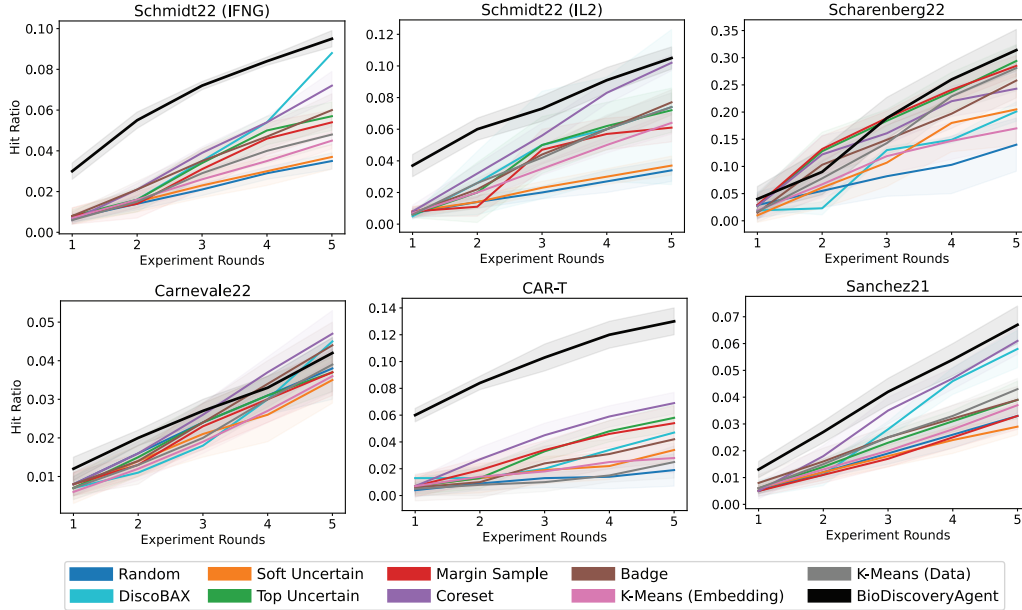 Schmidt22 (IFNG)
Hit Ratio
0.10
0.08
0.06
0.04
0.02
0.00
1 2 3 4 5
Experiment Rounds
Schmidt22 (IL2)
0.12
0.10
0.08
0.06
0.04
0.02
0.00
1 2 3 4 5
Experiment Rounds
Scharenberg22
0.35
0.30
0.25
0.20
0.15
0.10
0.05
0.00
1 2 3 4 5
Experiment Rounds
Carnevale22
Hit Ratio
0.05
0.04
0.03
0.02
0.01
1 2 3 4 5
Experiment Rounds
CAR-T
0.14
0.12
0.10
0.08
0.06
0.04
0.02
0.00
1 2 3 4 5
Experiment Rounds
Sanchez21
0.07
0.06
0.05
0.04
0.03
0.02
0.01
0.00
1 2 3 4 5
Experiment Rounds
Random Soft Uncertain Margin Sample Badge K-Means (Data)
DiscoBAX Top Uncertain Coreset K-Means (Embedding) BioDiscoveryAgent